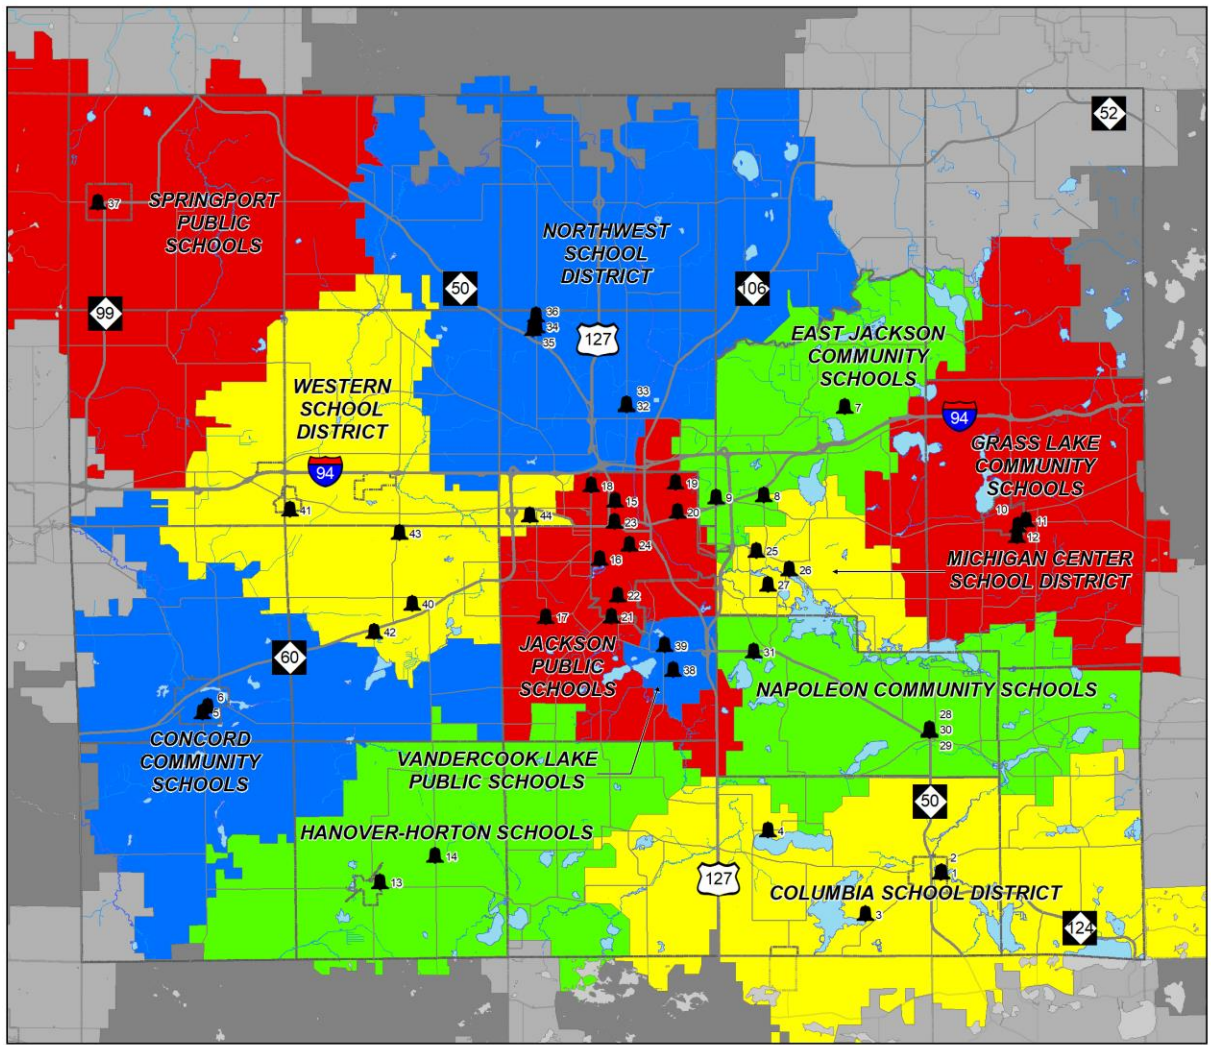 52
37
SPRINGPORT
PUBLIC
SCHOOLS
NORTHWEST
SCHOOL
DISTRICT
50
106
99
36
34
35
127
EAST JACKSON
COMMUNITY
SCHOOLS
WESTERN
SCHOOL
DISTRICT
33
32
7
94
94
GRASS LAKE
COMMUNITY
SCHOOLS
18
19
15
9
8
41
44
20
10
11
12
23
43
24
25
16
26
MICHIGAN CENTER
SCHOOL DISTRICT
27
40
22
17
21
42
39
31
60
JACKSON
PUBLIC
SCHOOLS
38
NAPOLEON COMMUNITY SCHOOLS
6
5
28
30
29
CONCORD
COMMUNITY
SCHOOLS
VANDERCOOK LAKE
PUBLIC SCHOOLS
50
HANOVER-HORTON SCHOOLS
4
14
2
1
13
127
COLUMBIA SCHOOL DISTRICT
3
124